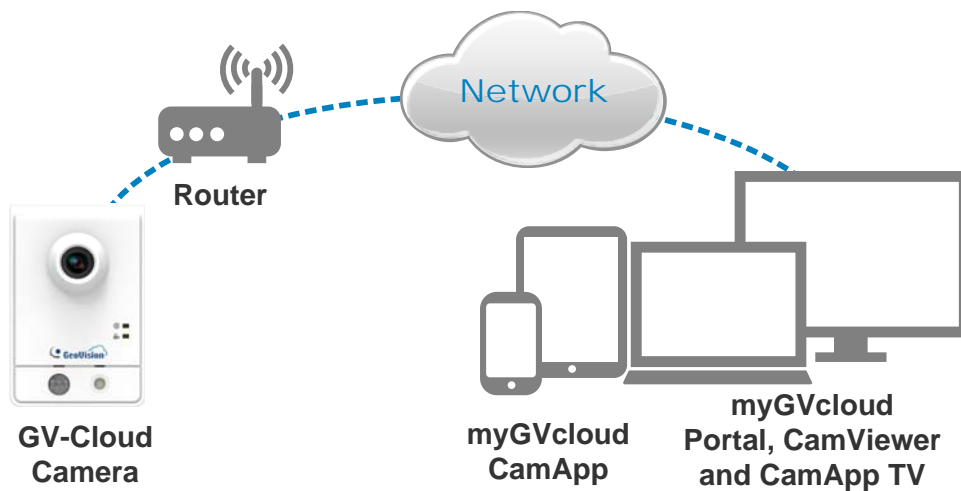 Network
Router
GeoVision
GV-Cloud
Camera
myGVcloud
CamApp
myGVcloud
Portal, CamViewer
and CamApp TV